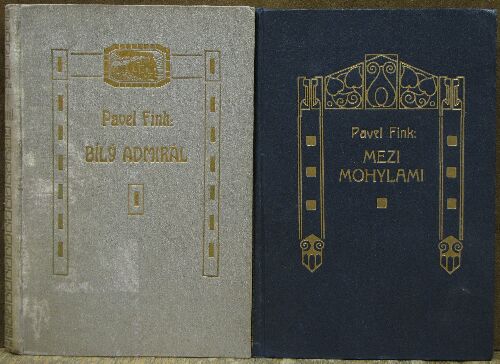 Pavel Fink:
BÍLÝ ADMIRÁL
Pavel Fink:
MEZI
MOHYLAMI